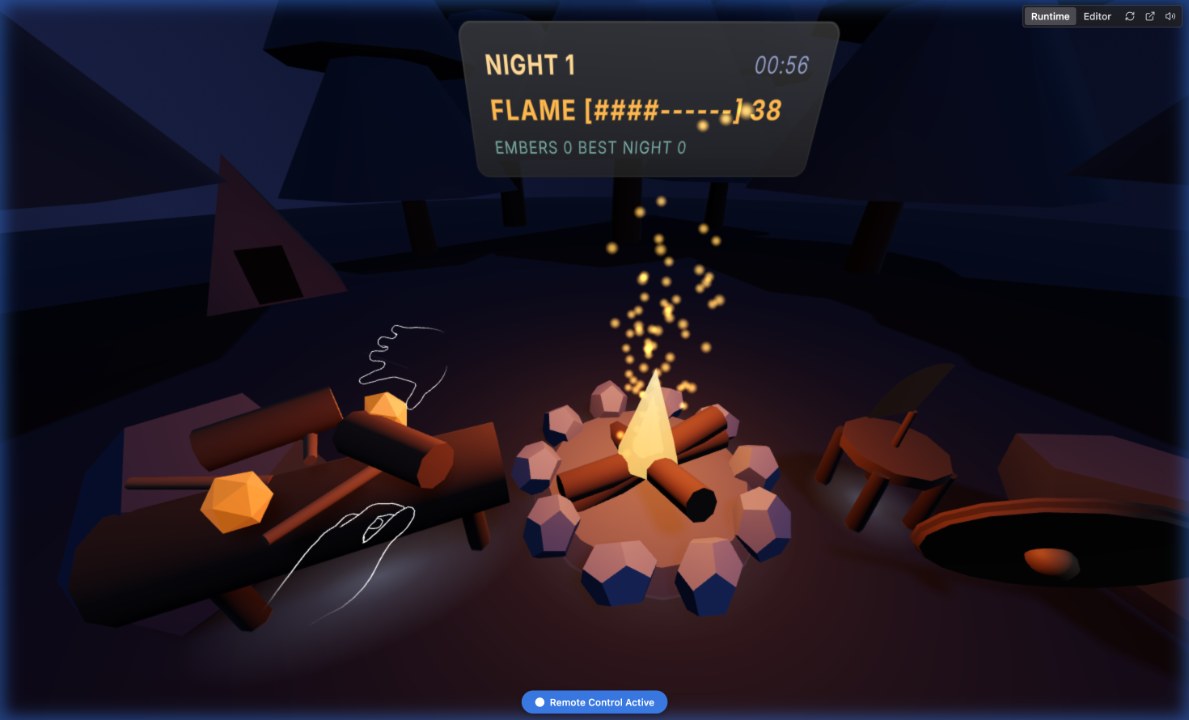 Runtime Editor
NIGHT 1 00:56
FLAME [####------] 38
EMBERS 0 BEST NIGHT 0
Remote Control Active